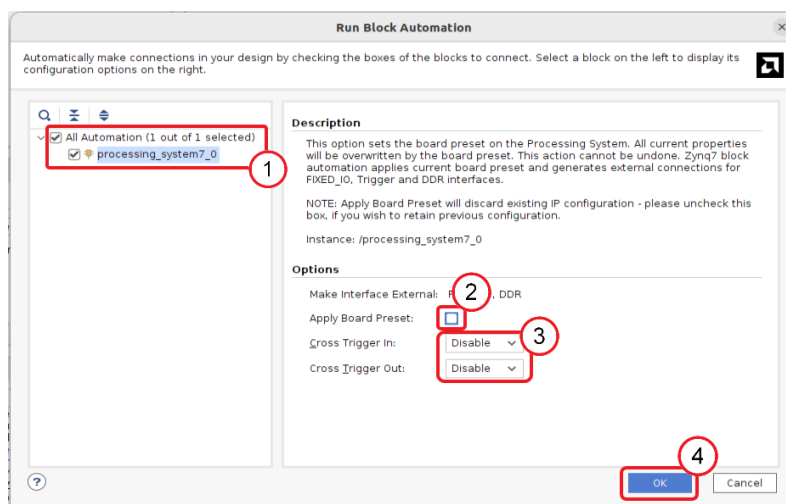 Run Block Automation
Automatically make connections in your design by checking the boxes of the blocks to connect. Select a block on the left to display its
configuration options on the right.
All Automation (1 out of 1 selected)
processing_system7_0
1
Description
This option sets the board preset on the Processing System. All current properties
will be overwritten by the board preset. This action cannot be undone. Zynq7 block
automation applies current board preset and generates external connections for
FIXED_IO, Trigger and DDR interfaces.
NOTE: Apply Board Preset will discard existing IP configuration - please uncheck this
box, if you wish to retain previous configuration.
Instance: /processing_system7_0
Options
Make Interface External: 2 , DDR
Apply Board Preset:
Cross Trigger In: Disable 3
Cross Trigger Out: Disable
4
? OK Cancel